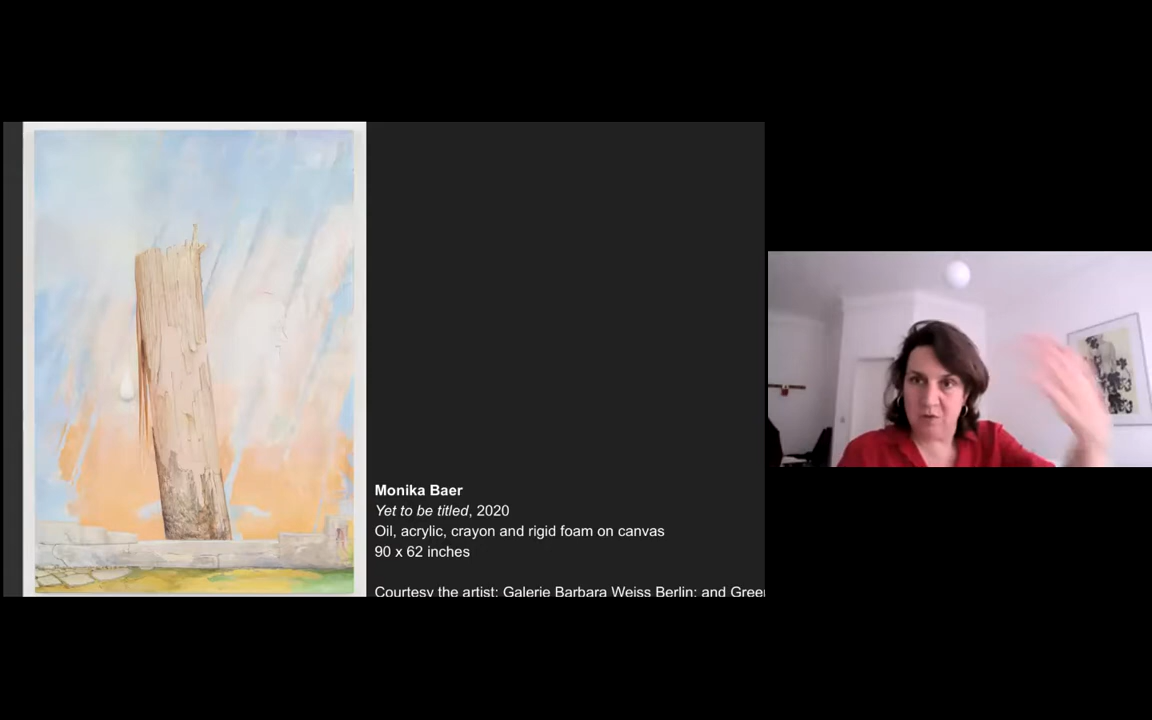 Monika Baer
Yet to be titled, 2020
Oil, acrylic, crayon and rigid foam on canvas
90 x 62 inches
Courtesy the artist; Galerie Barbara Weiss Berlin; and